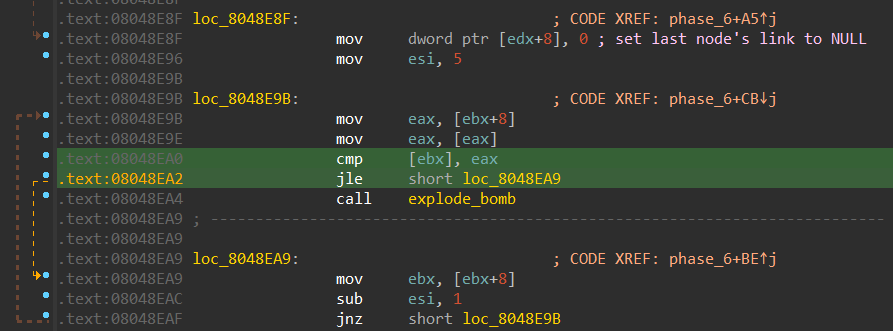 .text:08048E8F
.text:08048E8F loc_8048E8F: ; CODE XREF: phase_6+A5↑j
.text:08048E8F mov dword ptr [edx+8], 0 ; set last node's link to NULL
.text:08048E96 mov esi, 5
.text:08048E9B
.text:08048E9B loc_8048E9B: ; CODE XREF: phase_6+CB↓j
.text:08048E9B mov eax, [ebx+8]
.text:08048E9E mov eax, [eax]
.text:08048EA0 cmp [ebx], eax
.text:08048EA2 jle short loc_8048EA9
.text:08048EA4 call explode_bomb
.text:08048EA9 ; ---------------------------------------------------------------------------
.text:08048EA9
.text:08048EA9 loc_8048EA9: ; CODE XREF: phase_6+BE↑j
.text:08048EA9 mov ebx, [ebx+8]
.text:08048EAC sub esi, 1
.text:08048EAF jnz short loc_8048E9B